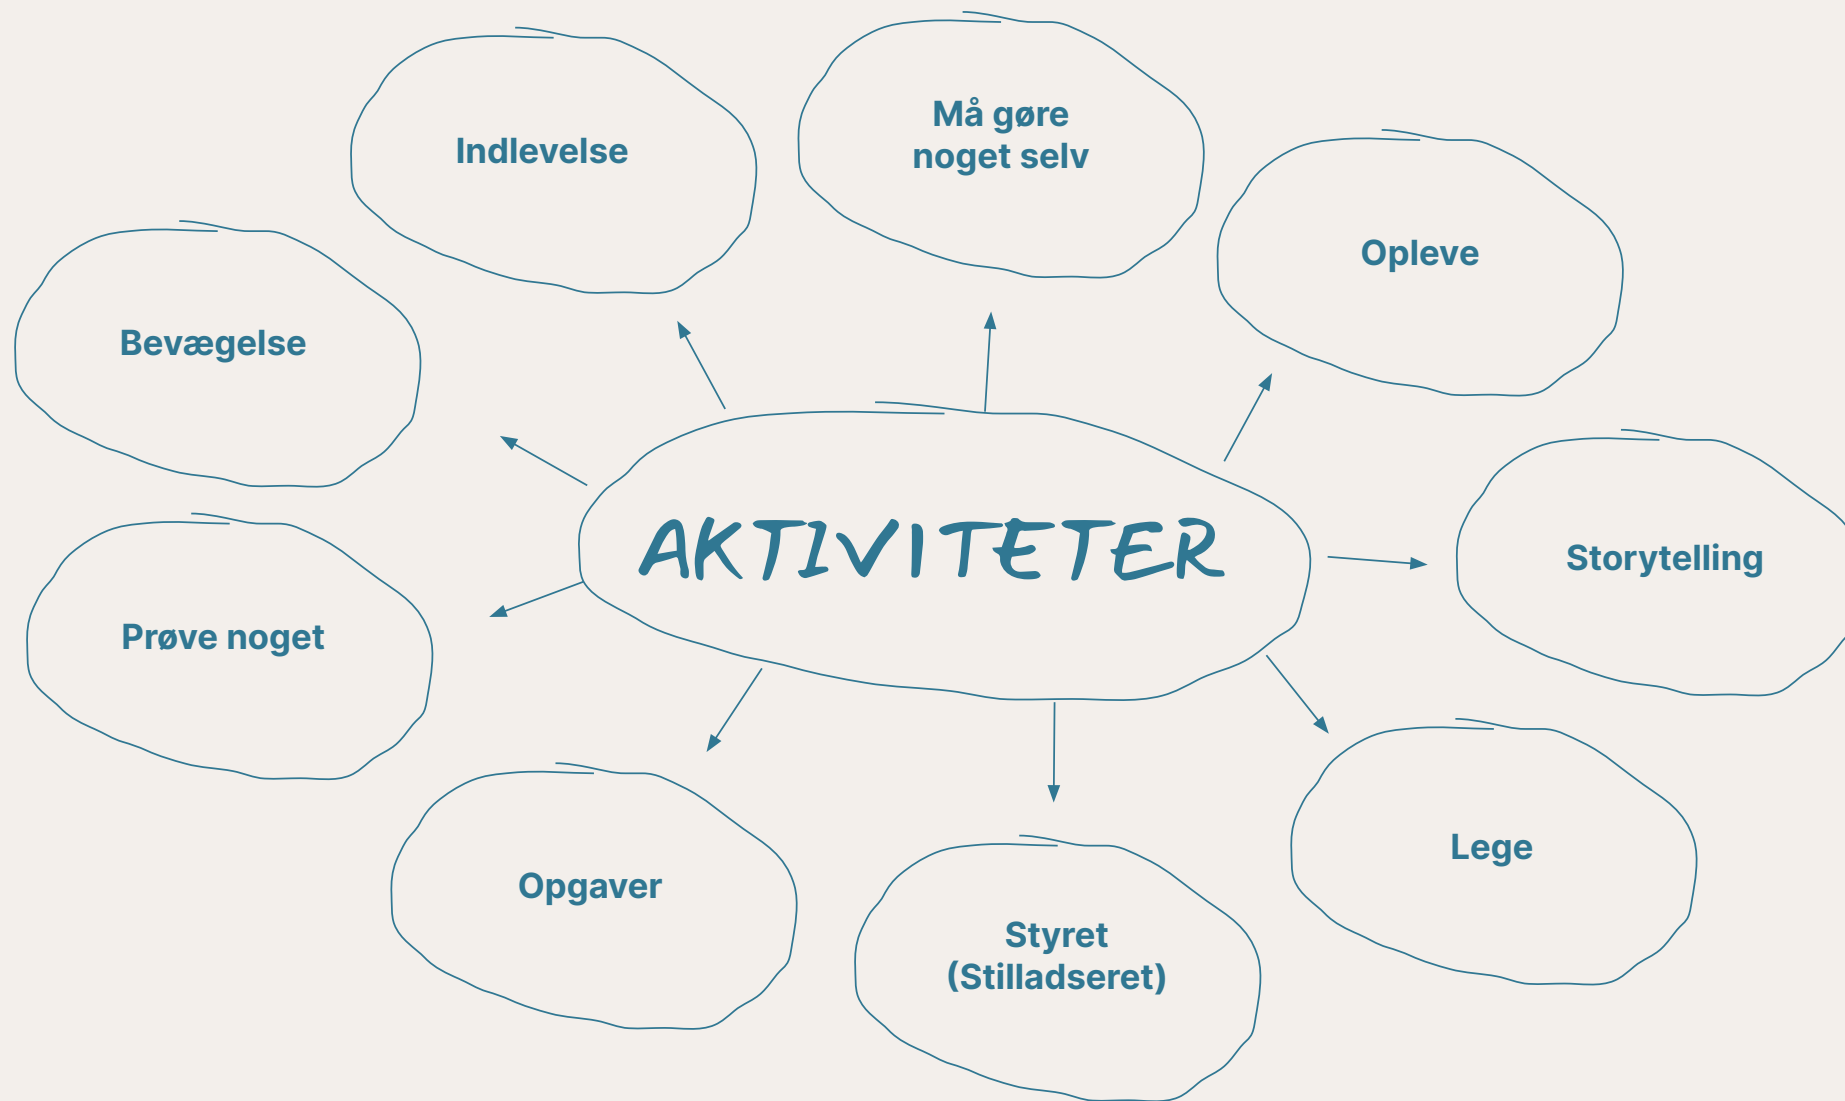 Indlevelse
Må gøre
noget selv
Opleve
Bevægelse
AKTIVITETER
Storytelling
Prøve noget
Lege
Opgaver
Styret
(Stilladseret)